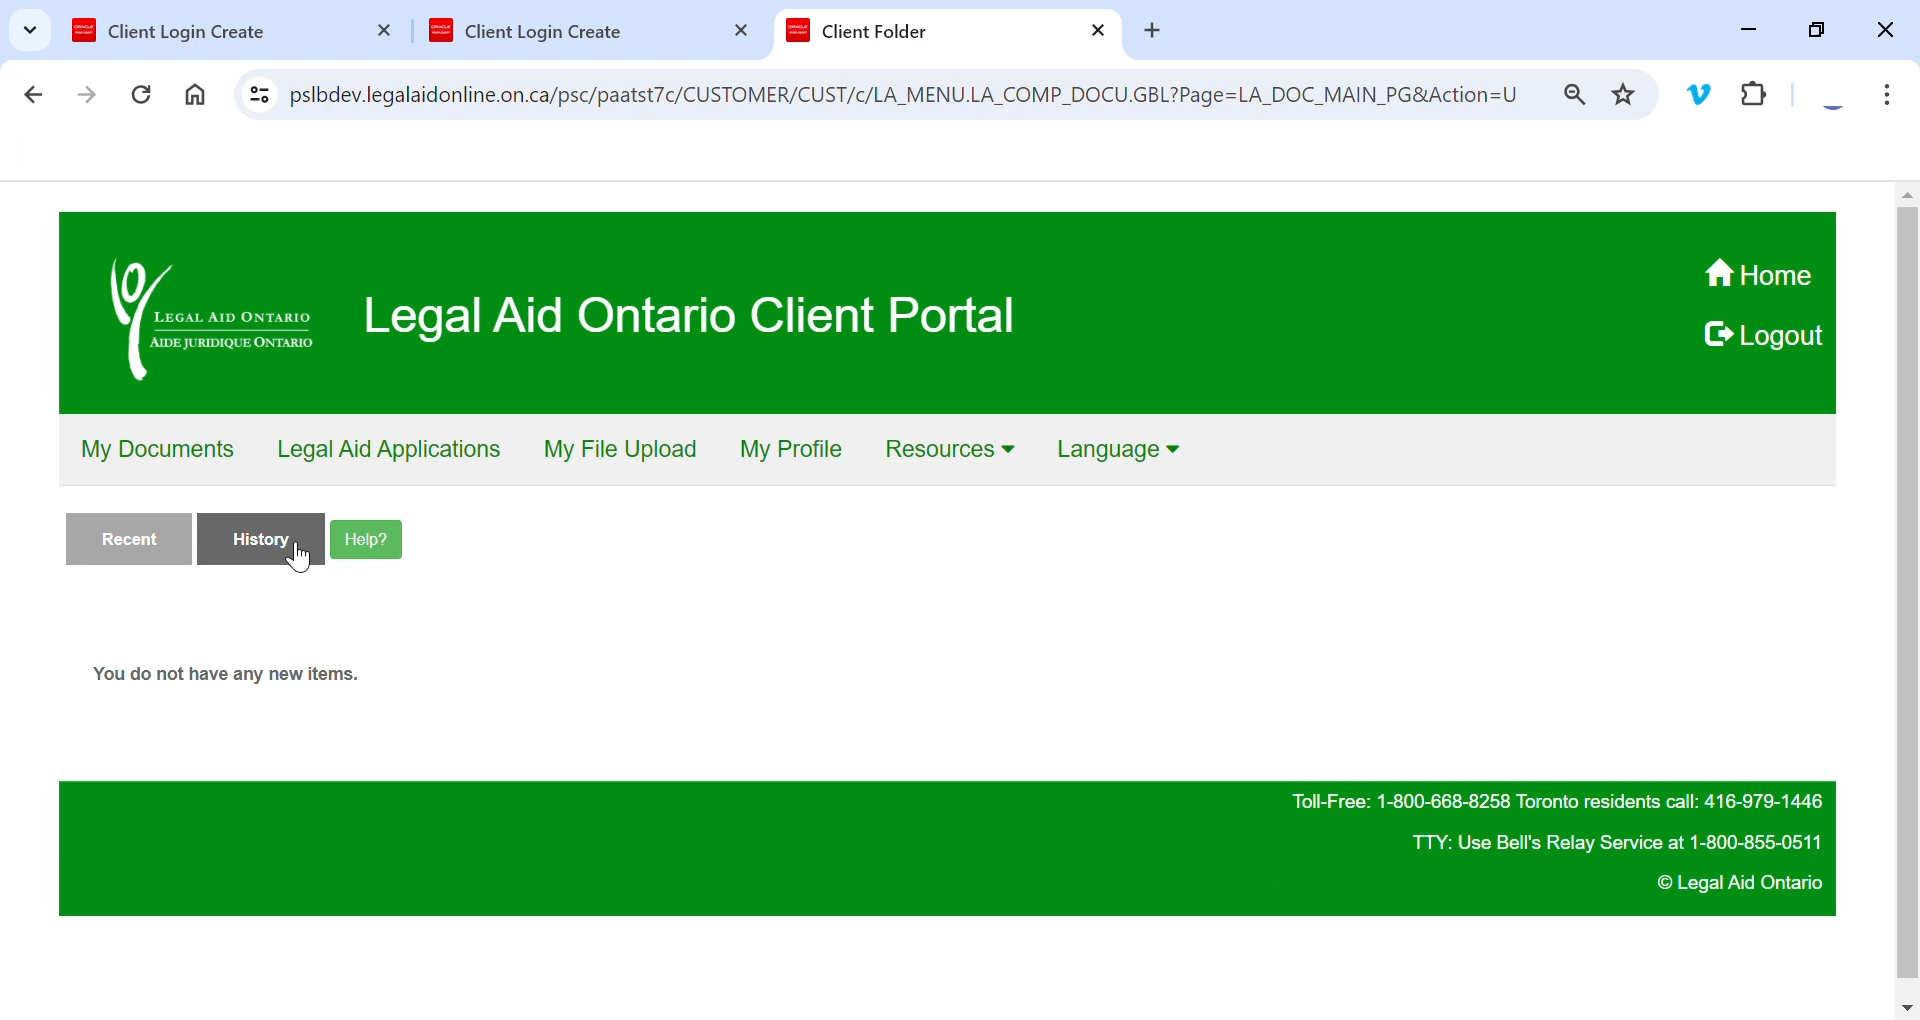 Client Login Create
Client Login Create
Client Folder
pslbdev.legalaidonline.on.ca/psc/paatst7c/CUSTOMER/CUST/c/LA_MENU.LA_COMP_DOCU.GBL?Page=LA_DOC_MAIN_PG&Action=U
LEGAL AID ONTARIO
AIDE JURIDIQUE ONTARIO
Legal Aid Ontario Client Portal
Home
Logout
My Documents Legal Aid Applications My File Upload My Profile Resources Language
Recent History Help?
You do not have any new items.
Toll-Free: 1-800-668-8258 Toronto residents call: 416-979-1446
TTY: Use Bell's Relay Service at 1-800-855-0511
© Legal Aid Ontario